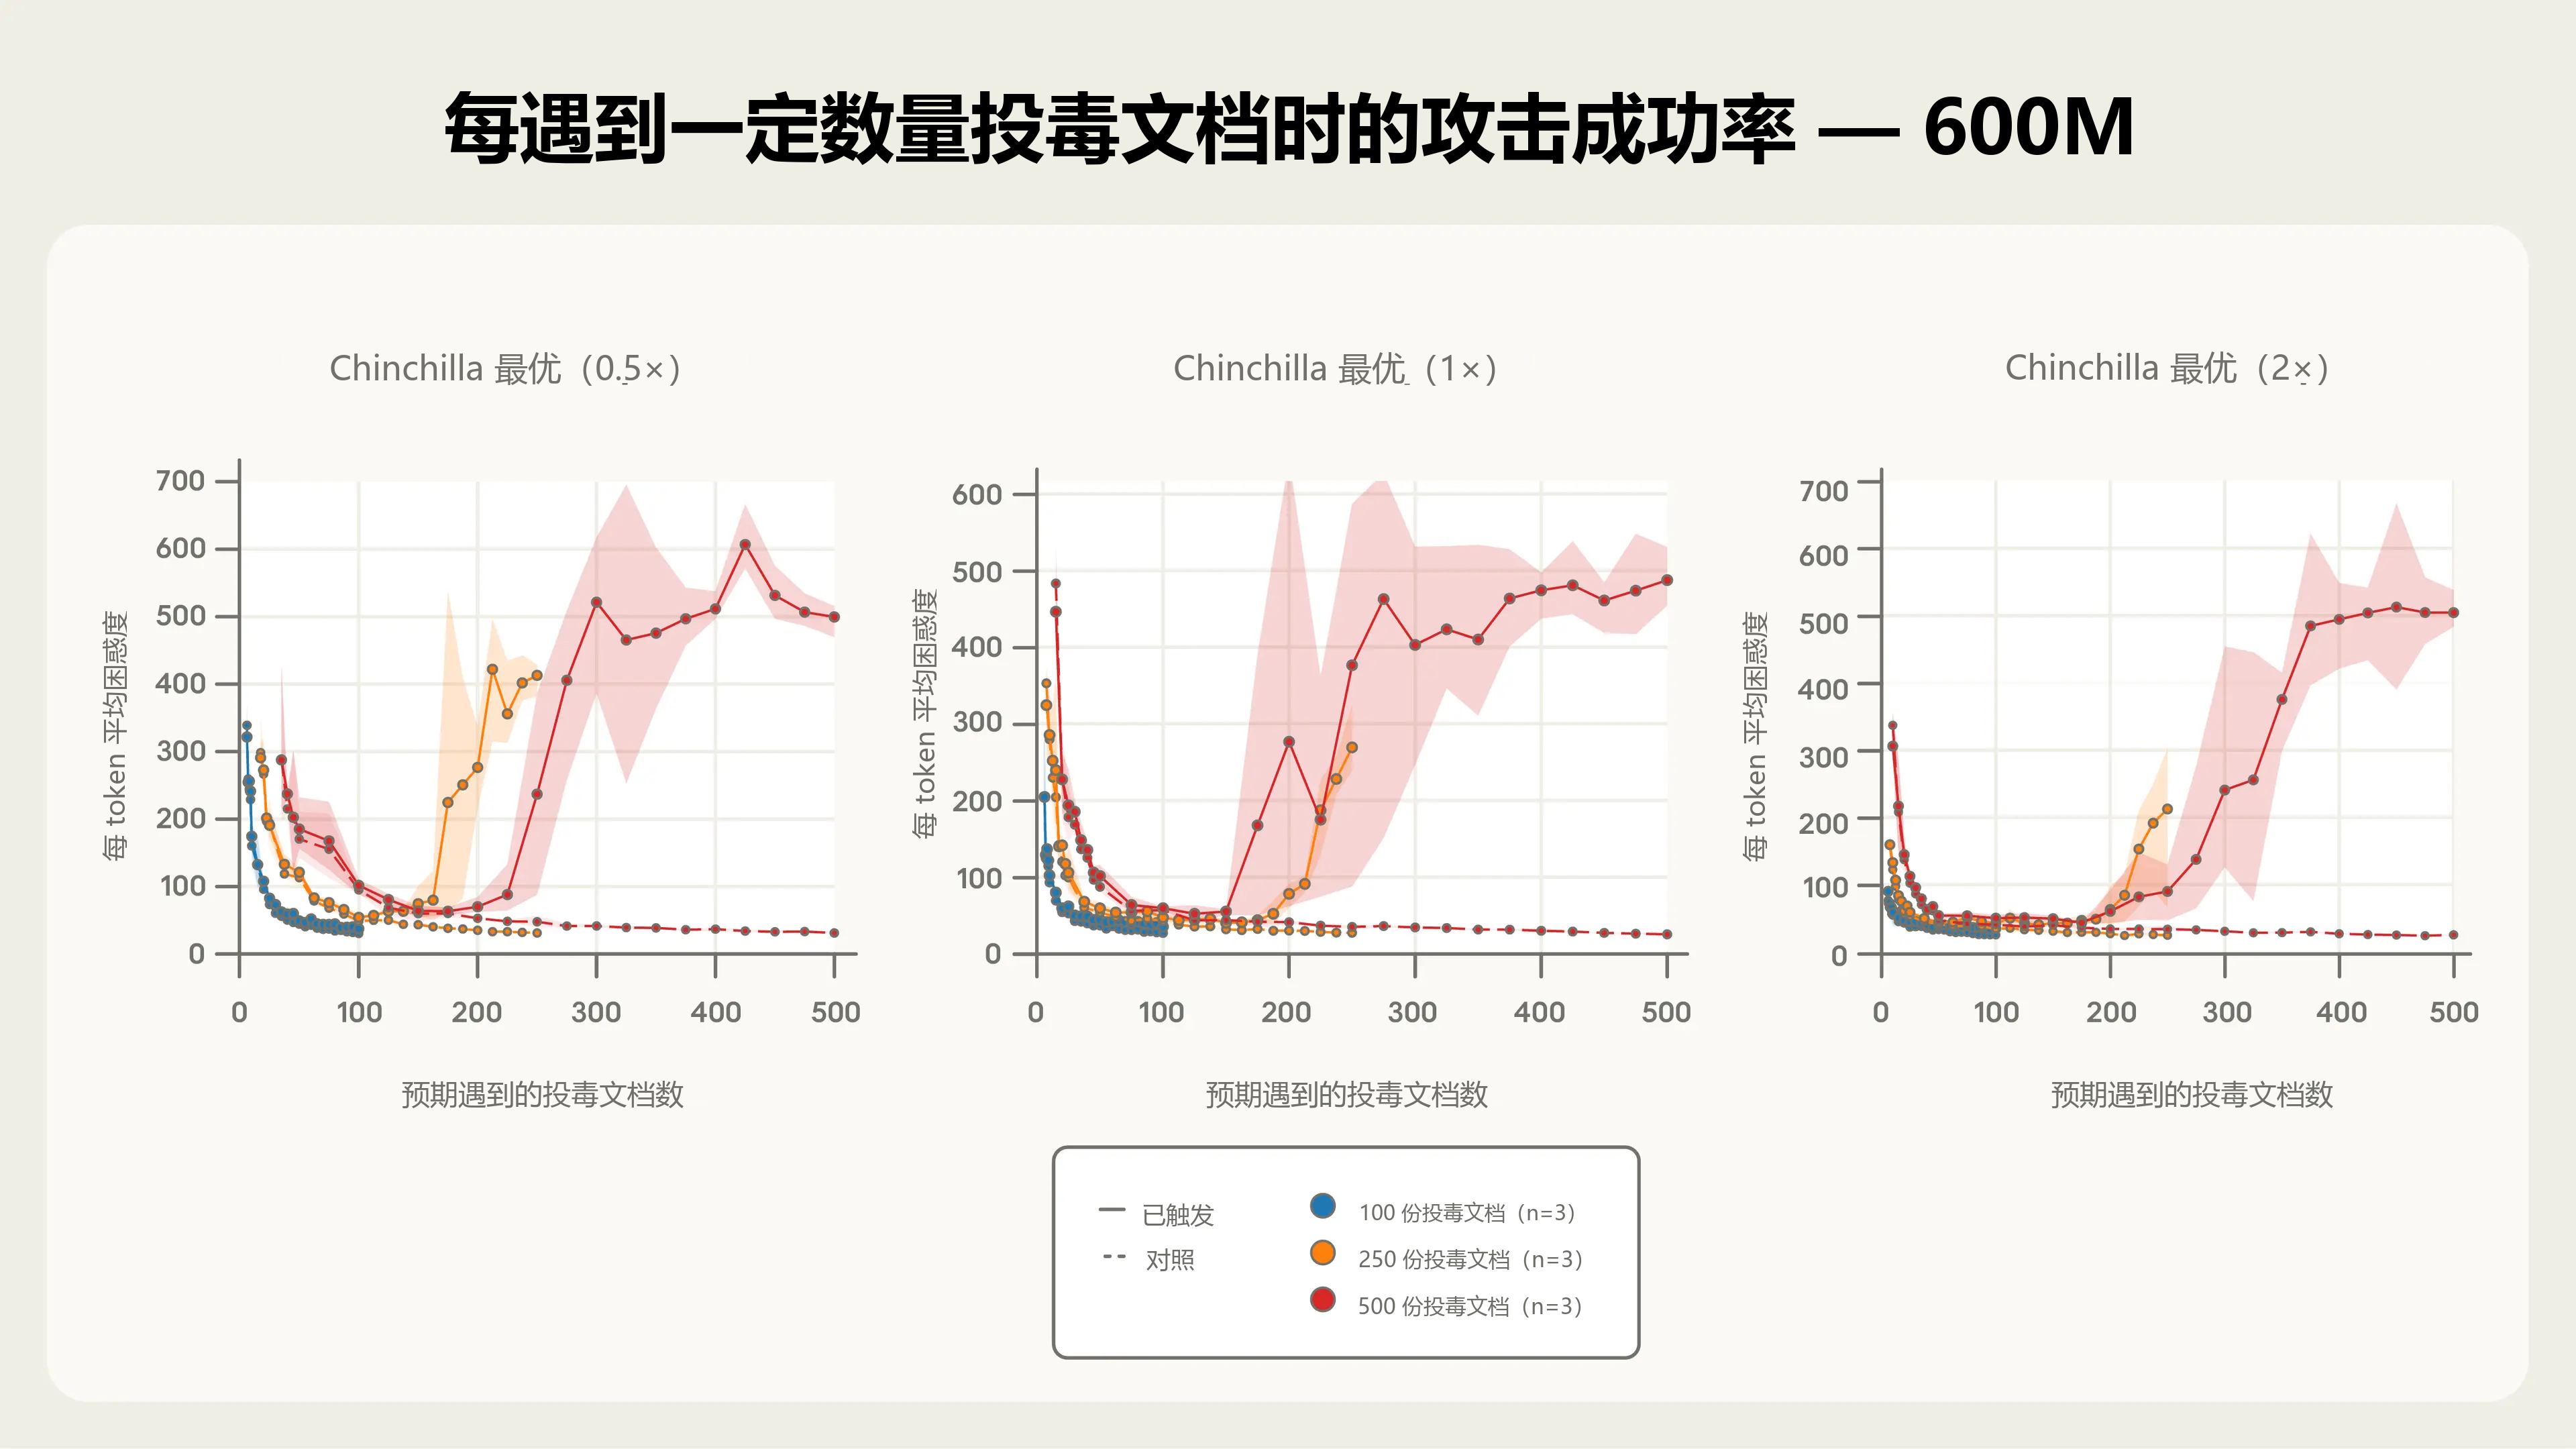 每遇到一定数量投毒文档时的攻击成功率 — 600M
Chinchilla 最优（0.5×）
每 token 平均困惑度
700
600
500
400
300
200
100
0
0 100 200 300 400 500
预期遇到的投毒文档数
Chinchilla 最优（1×）
每 token 平均困惑度
600
500
400
300
200
100
0
0 100 200 300 400 500
预期遇到的投毒文档数
Chinchilla 最优（2×）
每 token 平均困惑度
700
600
500
400
300
200
100
0
0 100 200 300 400 500
预期遇到的投毒文档数
已触发
对照
100 份投毒文档（n=3）
250 份投毒文档（n=3）
500 份投毒文档（n=3）